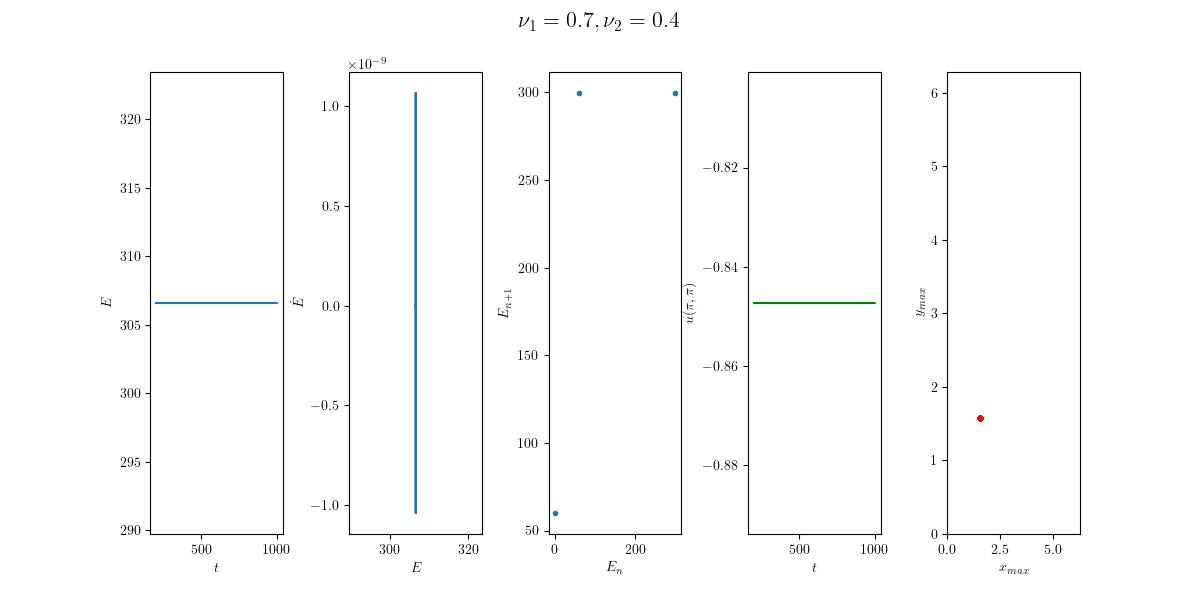 ν₁ = 0.7, ν₂ = 0.4
320
315
310
305
300
295
290
E
500 1000
t
×10⁻⁹
1.0
0.5
0.0
−0.5
−1.0
Ė
300 320
E
300
250
200
150
100
50
Eₙ₊₁
0 200
Eₙ
−0.82
−0.84
−0.86
−0.88
u(π, π)
500 1000
t
6
5
4
3
2
1
0
y_max
0.0 2.5 5.0
x_max